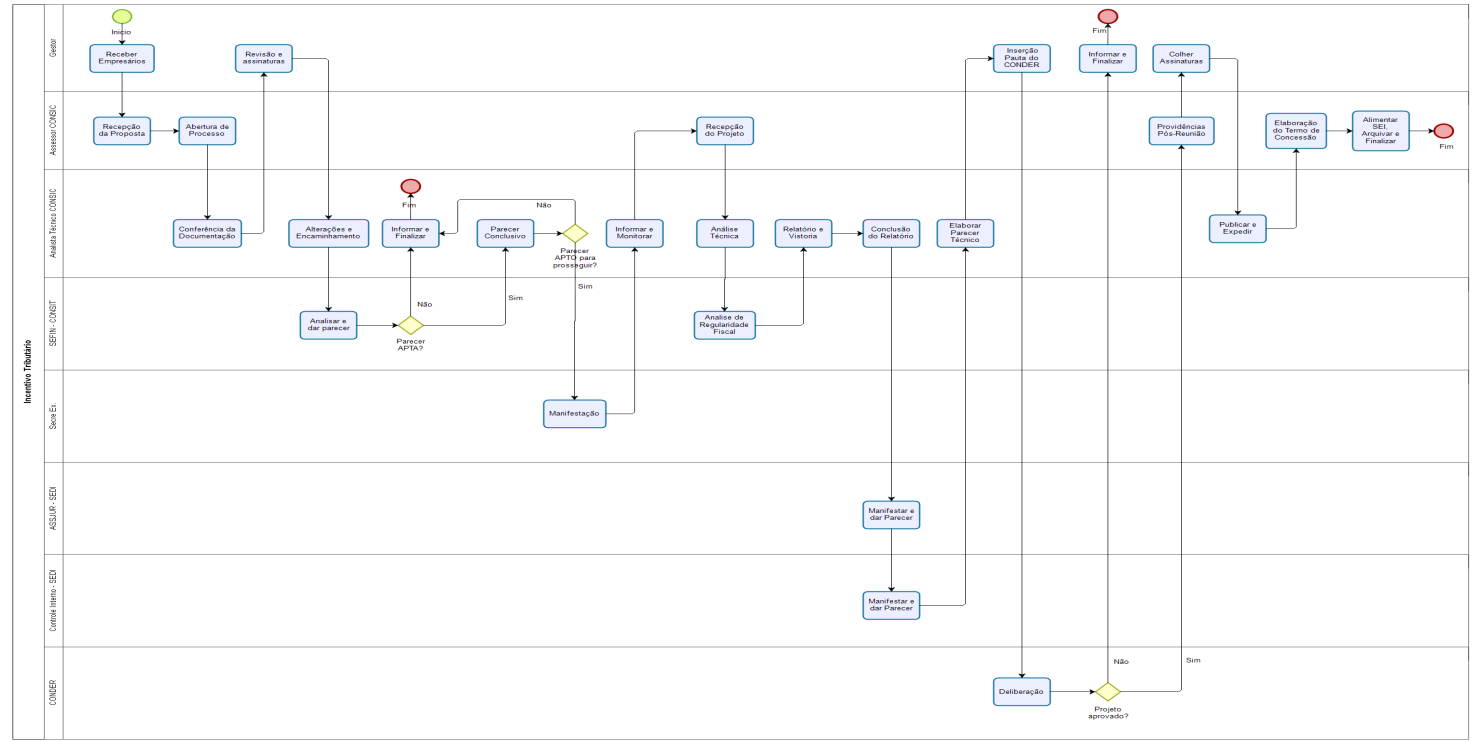 Incentivo Tributário
Gestor
Início
Receber
Empresários
Revisão e
assinaturas
Inserção
Pauta do
CONDER
Fim
Informar e
Finalizar
Colher
Assinaturas
Assessor CONSIC
Recepção
da Proposta
Abertura de
Processo
Recepção
do Projeto
Providências
Pós-Reunião
Elaboração
do Termo de
Concessão
Alimentar
SEI,
Arquivar e
Finalizar
Fim
Analista Técnico CONSIC
Conferência da
Documentação
Alterações e
Encaminhamento
Fim
Informar e
Finalizar
Parecer
Conclusivo
Não
Parecer
APTO para
prosseguir?
Sim
Informar e
Monitorar
Análise
Técnica
Relatório e
Vistoria
Conclusão
do Relatório
Elaborar
Parecer
Técnico
Publicar e
Expedir
SEFIN - CONSIT
Analisar e
dar parecer
Não
Sim
Parecer
APTA?
Analise de
Regularidade
Fiscal
Secre Ex.
Manifestação
ASSJUR - SEDI
Manifestar e
dar Parecer
Controle Interno - SEDI
Manifestar e
dar Parecer
CONDER
Deliberação
Não
Sim
Projeto
aprovado?